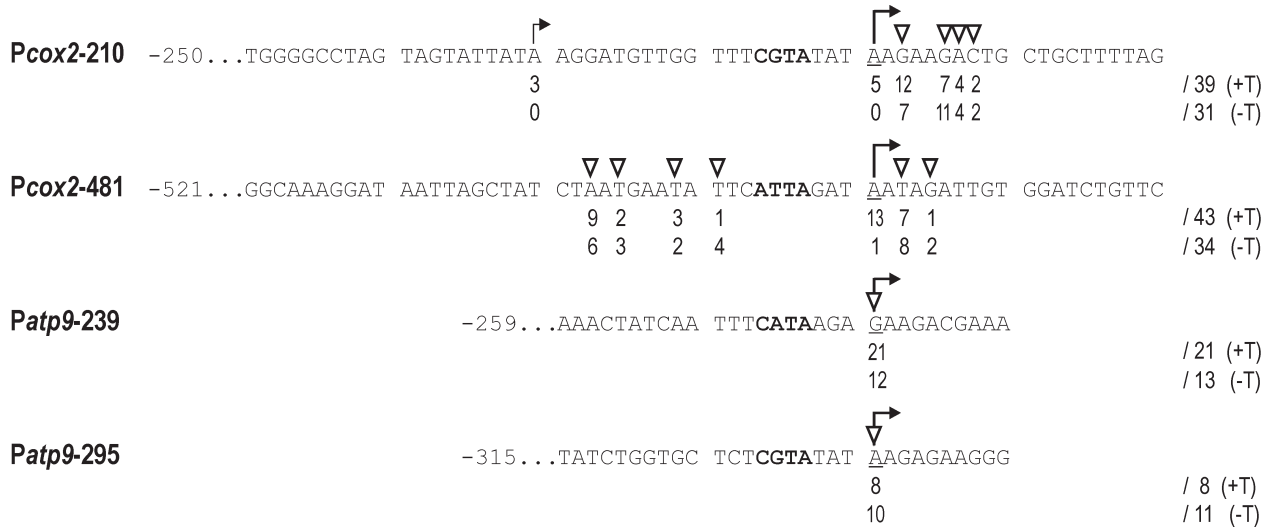 Pcox2-210 -250...TGGGGCCTAG TAGTATTATA AGGATGTTGG TTTCGTATAT AAGAAGACTG CTGCTTTTAG
3 5 12 7 4 2 / 39 (+T)
0 0 7 11 4 2 / 31 (-T)
Pcox2-481 -521...GGCAAAGGAT AATTAGCTAT CTAATGAATA TTCATTAGAT AATAGATTGT GGATCTGTTC
9 2 3 1 13 7 1 / 43 (+T)
6 3 2 4 1 8 2 / 34 (-T)
Patp9-239 -259...AAACTATCAA TTTCATAAGA GAAGACGAAA
21 / 21 (+T)
12 / 13 (-T)
Patp9-295 -315...TATCTGGTGC TCTCGTATAT AAGAGAAGGG
8 / 8 (+T)
10 / 11 (-T)